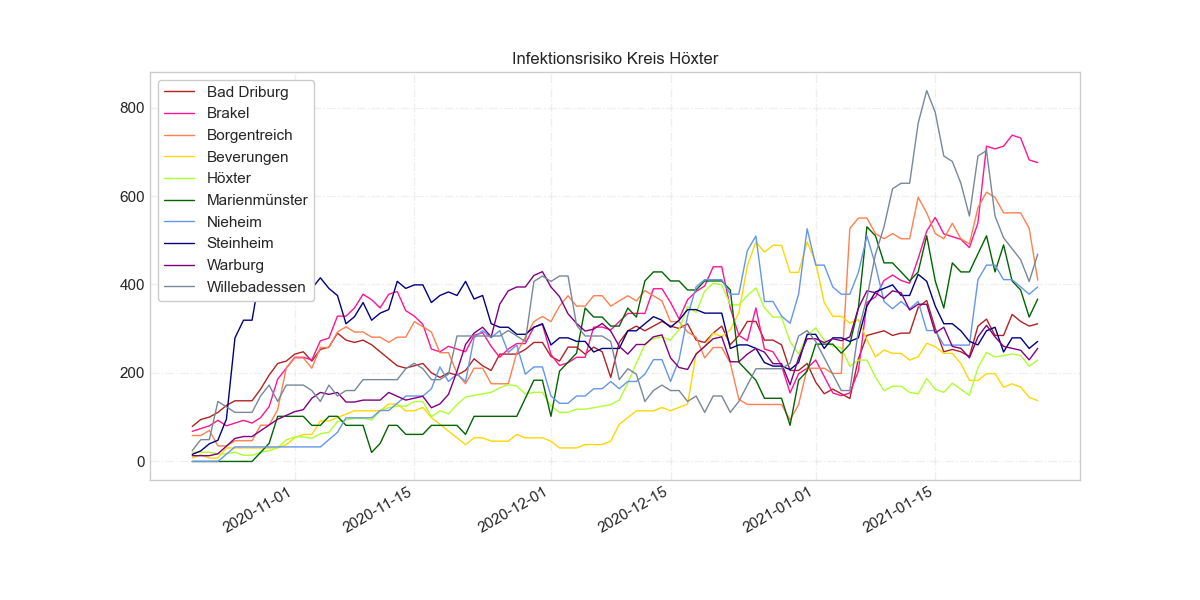 Infektionsrisiko Kreis Höxter
Bad Driburg
Brakel
Borgentreich
Beverungen
Höxter
Marienmünster
Nieheim
Steinheim
Warburg
Willebadessen
800
600
400
200
0
2020-11-01
2020-11-15
2020-12-01
2020-12-15
2021-01-01
2021-01-15